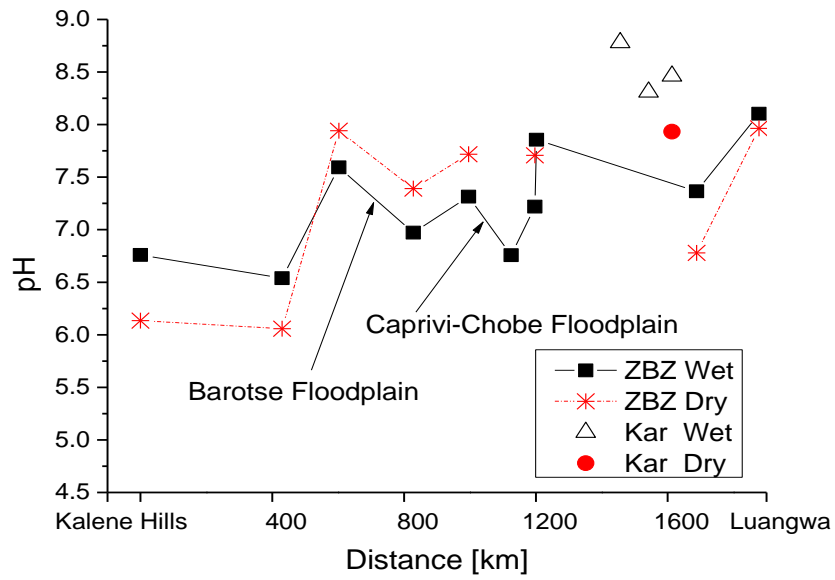 9.0
8.5
8.0
7.5
7.0
6.5
6.0
5.5
5.0
4.5
pH
Barotse Floodplain
Caprivi-Chobe Floodplain
ZBZ Wet
ZBZ Dry
Kar Wet
Kar Dry
Kalene Hills 400 800 1200 1600 Luangwa
Distance [km]